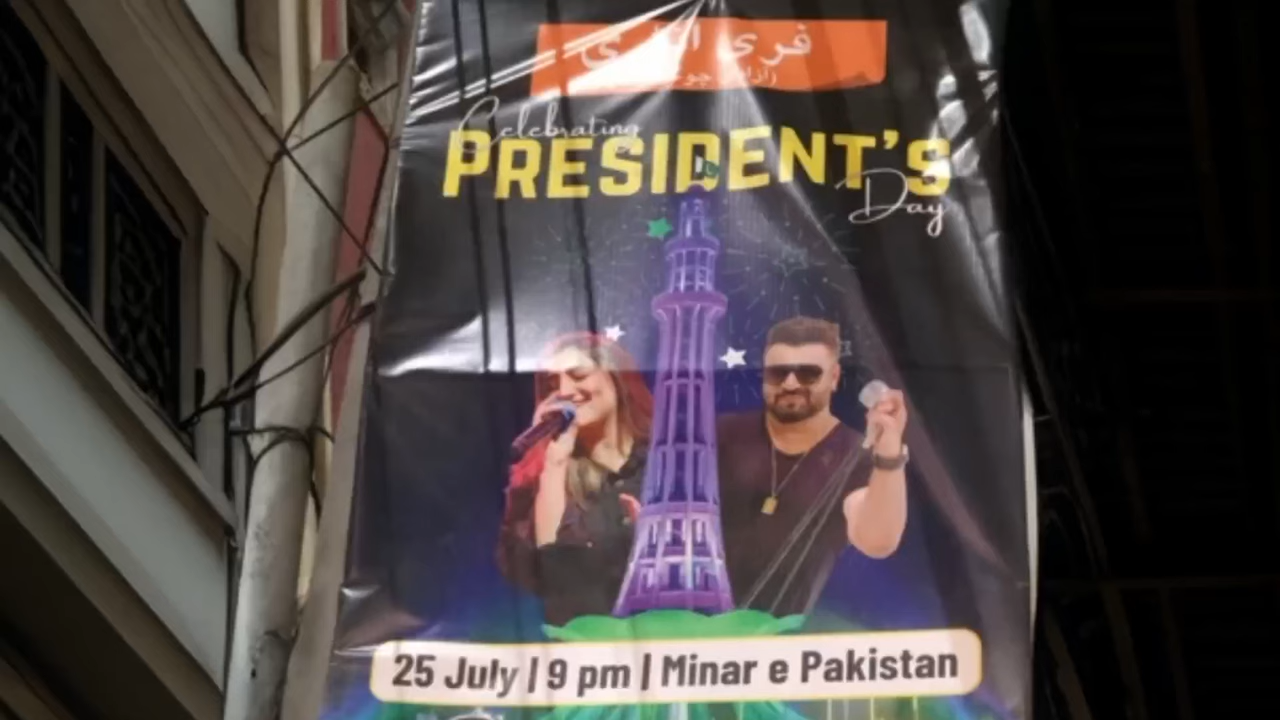 فری
Celebrating
PRESIDENT'S
Day
25 July | 9 pm | Minar e Pakistan